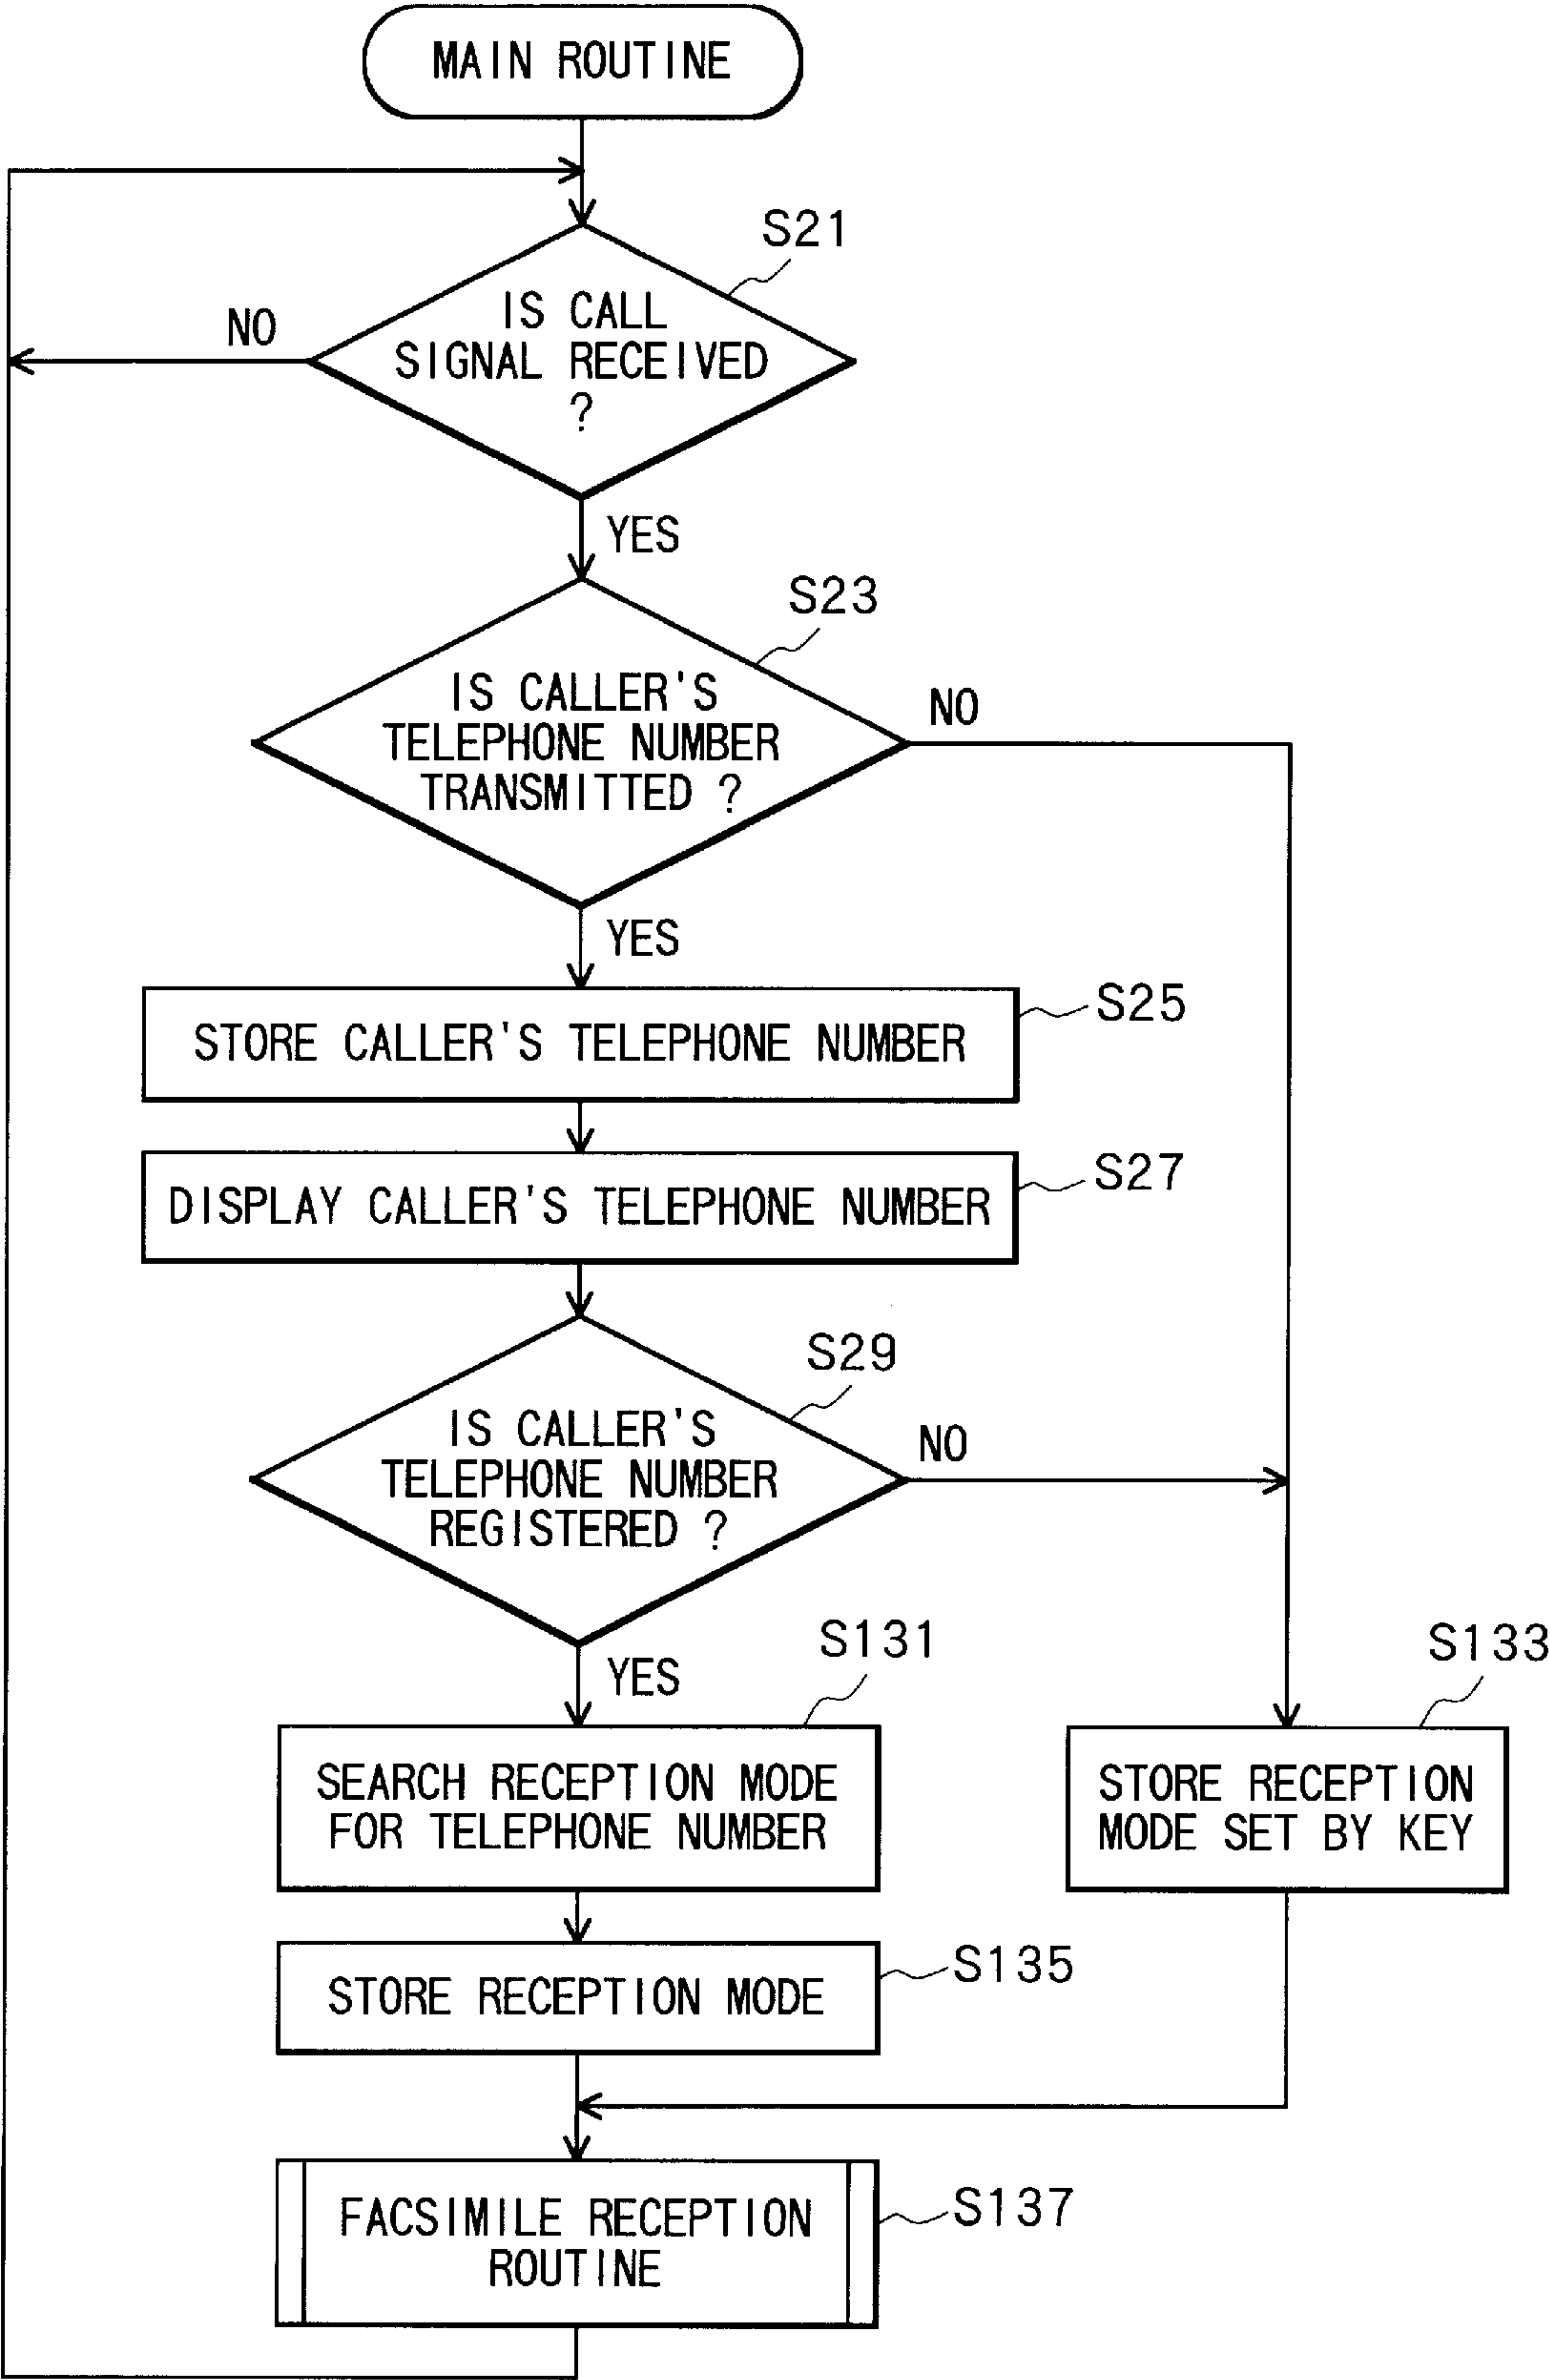 MAIN ROUTINE
S21
IS CALL
SIGNAL RECEIVED
?
NO
YES
S23
IS CALLER'S
TELEPHONE NUMBER
TRANSMITTED ?
NO
YES
STORE CALLER'S TELEPHONE NUMBER
S25
DISPLAY CALLER'S TELEPHONE NUMBER
S27
S29
IS CALLER'S
TELEPHONE NUMBER
REGISTERED ?
NO
YES
S131
SEARCH RECEPTION MODE
FOR TELEPHONE NUMBER
S133
STORE RECEPTION
MODE SET BY KEY
STORE RECEPTION MODE
S135
FACSIMILE RECEPTION
ROUTINE
S137